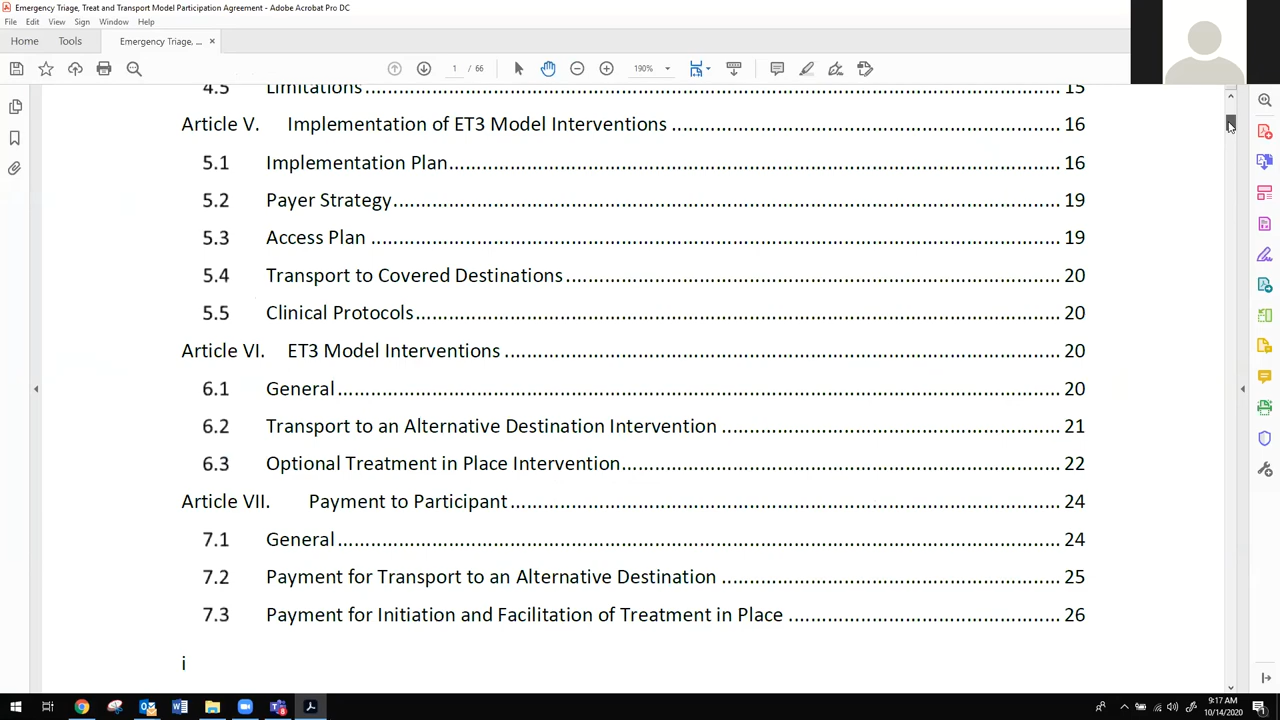 Emergency Triage, Treat and Transport Model Participation Agreement - Adobe Acrobat Pro DC
File Edit View Sign Window Help
Home Tools Emergency Triage, ... ×
1 / 66 190%
4.5 Limitations 15
Article V. Implementation of ET3 Model Interventions 16
5.1 Implementation Plan 16
5.2 Payer Strategy 19
5.3 Access Plan 19
5.4 Transport to Covered Destinations 20
5.5 Clinical Protocols 20
Article VI. ET3 Model Interventions 20
6.1 General 20
6.2 Transport to an Alternative Destination Intervention 21
6.3 Optional Treatment in Place Intervention 22
Article VII. Payment to Participant 24
7.1 General 24
7.2 Payment for Transport to an Alternative Destination 25
7.3 Payment for Initiation and Facilitation of Treatment in Place 26
i
9:17 AM
10/14/2020